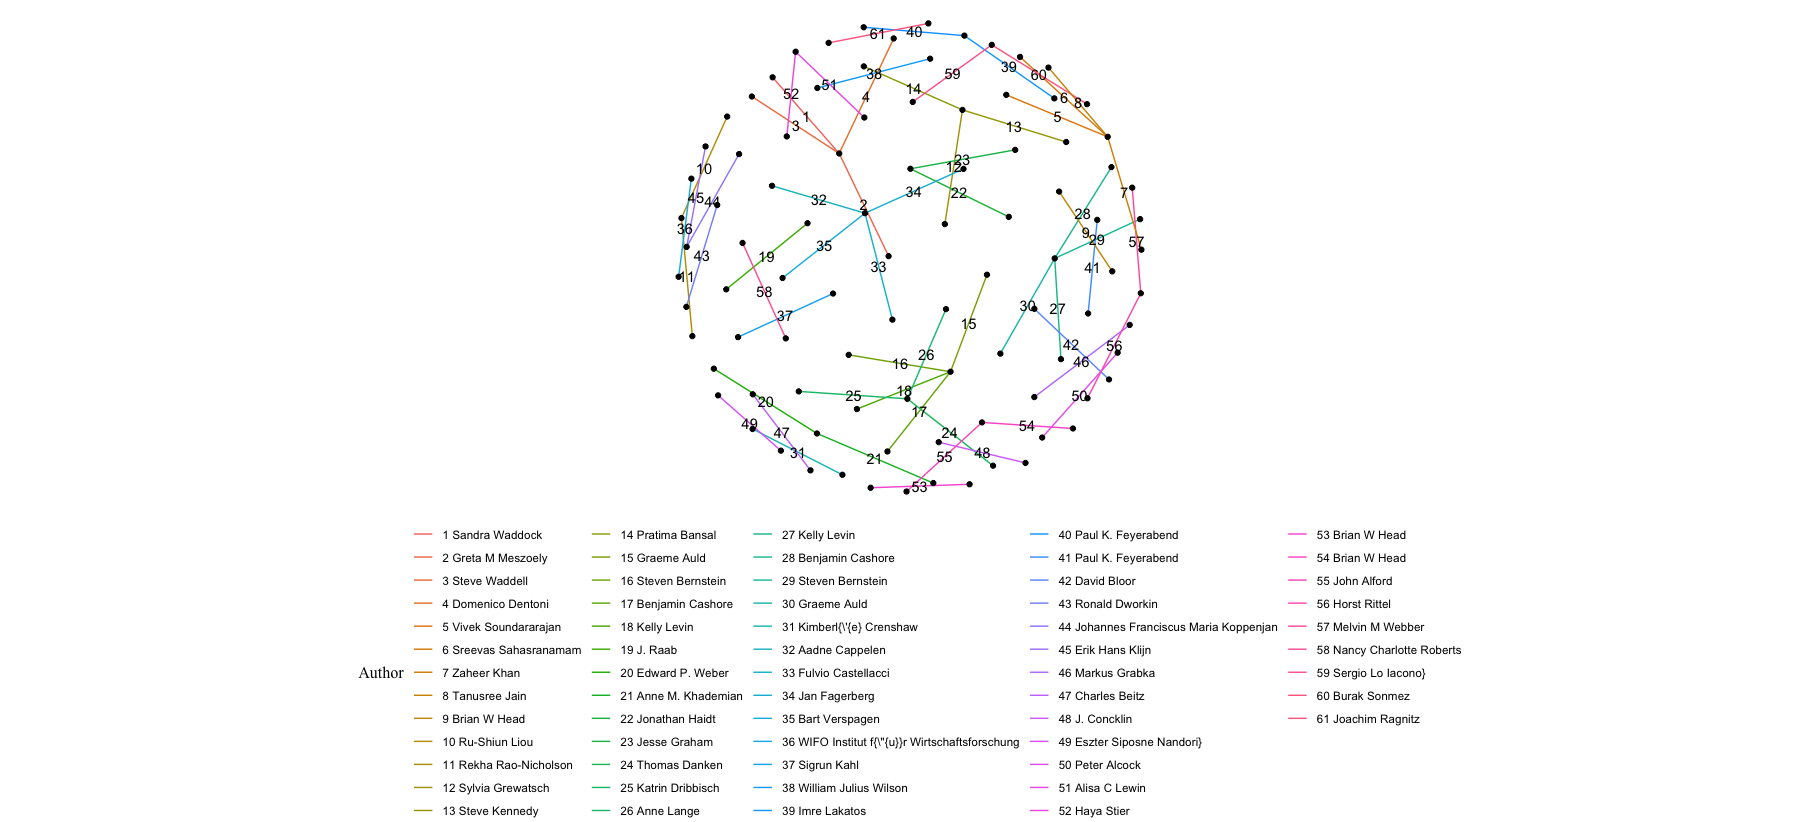 61
40
38
51
52
4
14
59
39
60
6
8
5
1
3
13
10
23
12
45
44
32
34
22
28
7
2
36
9
29
57
35
43
19
33
41
11
58
30
27
37
15
42
56
26
46
16
18
50
25
20
17
54
49
47
24
31
55
48
21
53
Author
1 Sandra Waddock
2 Greta M Meszoely
3 Steve Waddell
4 Domenico Dentoni
5 Vivek Soundararajan
6 Sreevas Sahasranamam
7 Zaheer Khan
8 Tanusree Jain
9 Brian W Head
10 Ru-Shiun Liou
11 Rekha Rao-Nicholson
12 Sylvia Grewatsch
13 Steve Kennedy
14 Pratima Bansal
15 Graeme Auld
16 Steven Bernstein
17 Benjamin Cashore
18 Kelly Levin
19 J. Raab
20 Edward P. Weber
21 Anne M. Khademian
22 Jonathan Haidt
23 Jesse Graham
24 Thomas Danken
25 Katrin Dribbisch
26 Anne Lange
27 Kelly Levin
28 Benjamin Cashore
29 Steven Bernstein
30 Graeme Auld
31 Kimberl{\'{e} Crenshaw
32 Aadne Cappelen
33 Fulvio Castellacci
34 Jan Fagerberg
35 Bart Verspagen
36 WIFO Institut f{\"{u}}r Wirtschaftsforschung
37 Sigrun Kahl
38 William Julius Wilson
39 Imre Lakatos
40 Paul K. Feyerabend
41 Paul K. Feyerabend
42 David Bloor
43 Ronald Dworkin
44 Johannes Franciscus Maria Koppenjan
45 Erik Hans Klijn
46 Markus Grabka
47 Charles Beitz
48 J. Concklin
49 Eszter Siposne Nandori}
50 Peter Alcock
51 Alisa C Lewin
52 Haya Stier
53 Brian W Head
54 Brian W Head
55 John Alford
56 Horst Rittel
57 Melvin M Webber
58 Nancy Charlotte Roberts
59 Sergio Lo Iacono}
60 Burak Sonmez
61 Joachim Ragnitz